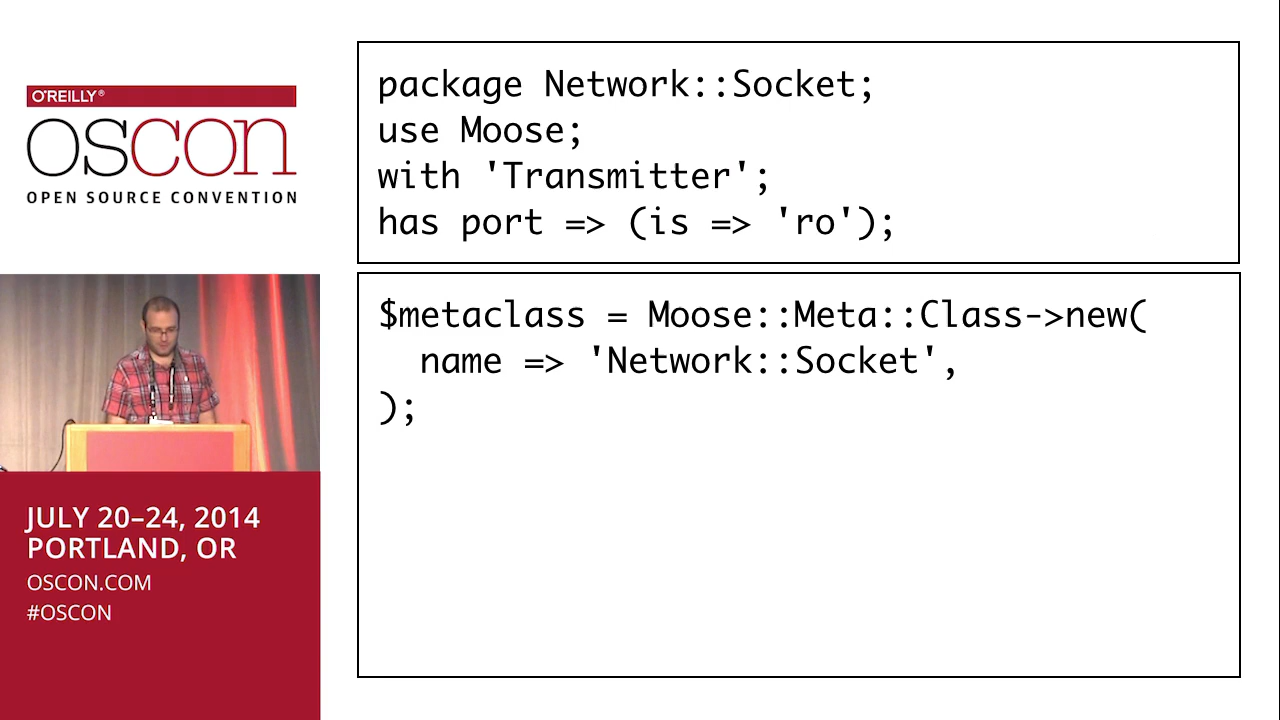 O'REILLY®
OSCON
OPEN SOURCE CONVENTION
JULY 20–24, 2014
PORTLAND, OR
OSCON.COM
#OSCON
package Network::Socket;
use Moose;
with 'Transmitter';
has port => (is => 'ro');
$metaclass = Moose::Meta::Class->new(
  name => 'Network::Socket',
);